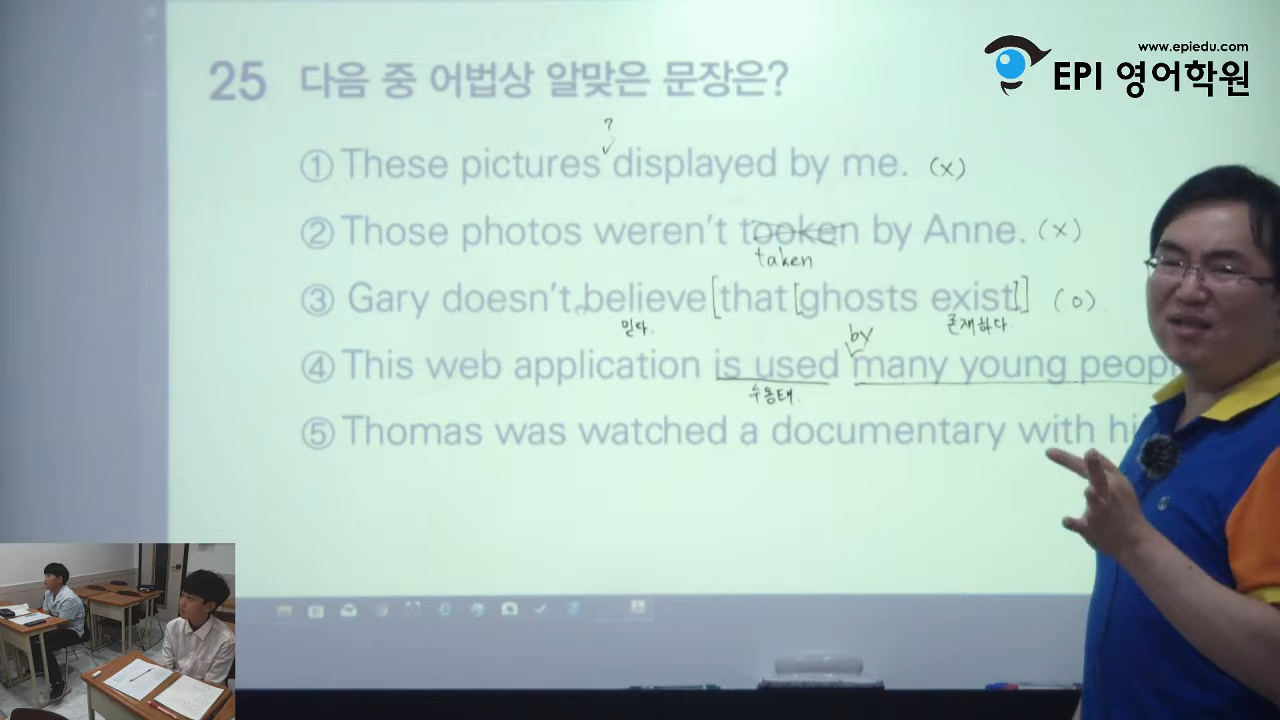 www.epiedu.com
EPI 영어학원
25 다음 중 어법상 알맞은 문장은?
?
① These pictures ✓ displayed by me. (x)
② Those photos weren't tooken by Anne. (x)
taken
③ Gary doesn't believe [that [ghosts exist]] (o)
믿다. 존재하다
by
④ This web application is used many young
수동태.
⑤ Thomas was watched a documentary with